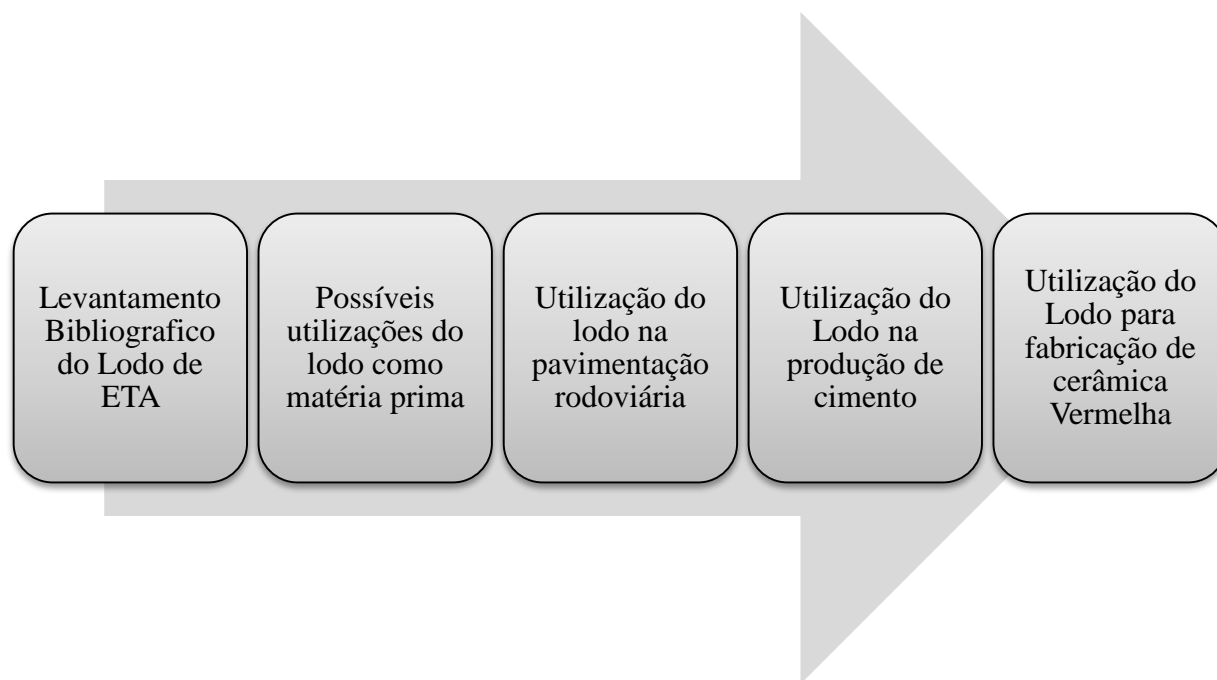 Levantamento
Bibliografico
do Lodo de
ETA
Possíveis
utilizações do
lodo como
matéria prima
Utilização do
lodo na
pavimentação
rodoviária
Utilização do
Lodo na
produção de
cimento
Utilização do
Lodo para
fabricação de
cerâmica
Vermelha